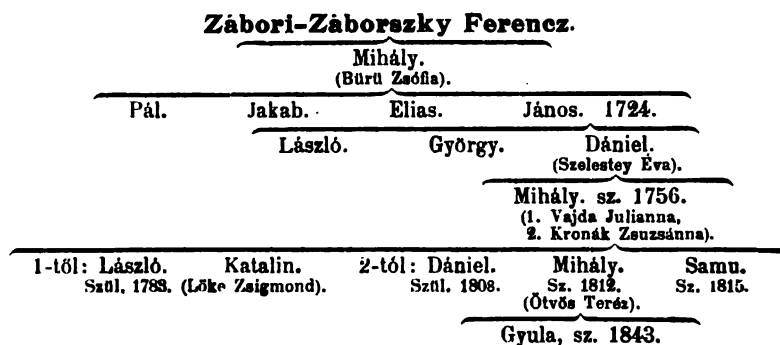 Zábori-Záborszky Ferencz.
Mihály.
(Bürü Zsófia).
Pál. Jakab. Elias. János. 1724.
László. György. Dániel.
(Szelestey Éva).
Mihály. sz. 1756.
(1. Vajda Julianna,
2. Kronák Zsuzsánna).
1-töl: László. Katalin. 2-tól: Dániel. Mihály. Samu.
Szül. 1783. (Löke Zsigmond). Szül. 1808. Sz. 1812. Sz. 1815.
(Ötvös Teréz).
Gyula, sz. 1843.